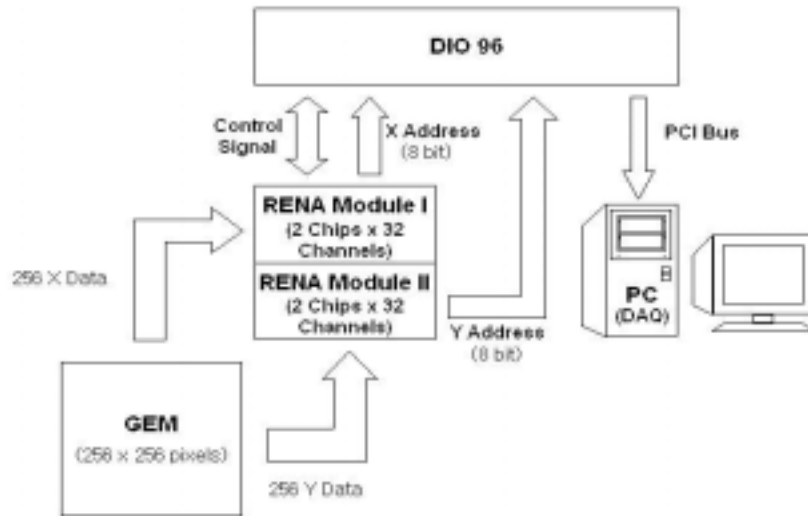 DIO 96
Control
Signal
X Address
(8 bit)
PCI Bus
RENA Module I
(2 Chips x 32
Channels)
RENA Module II
(2 Chips x 32
Channels)
256 X Data
Y Address
(8 bit)
PC
(DAQ)
GEM
(256 x 256 pixels)
256 Y Data